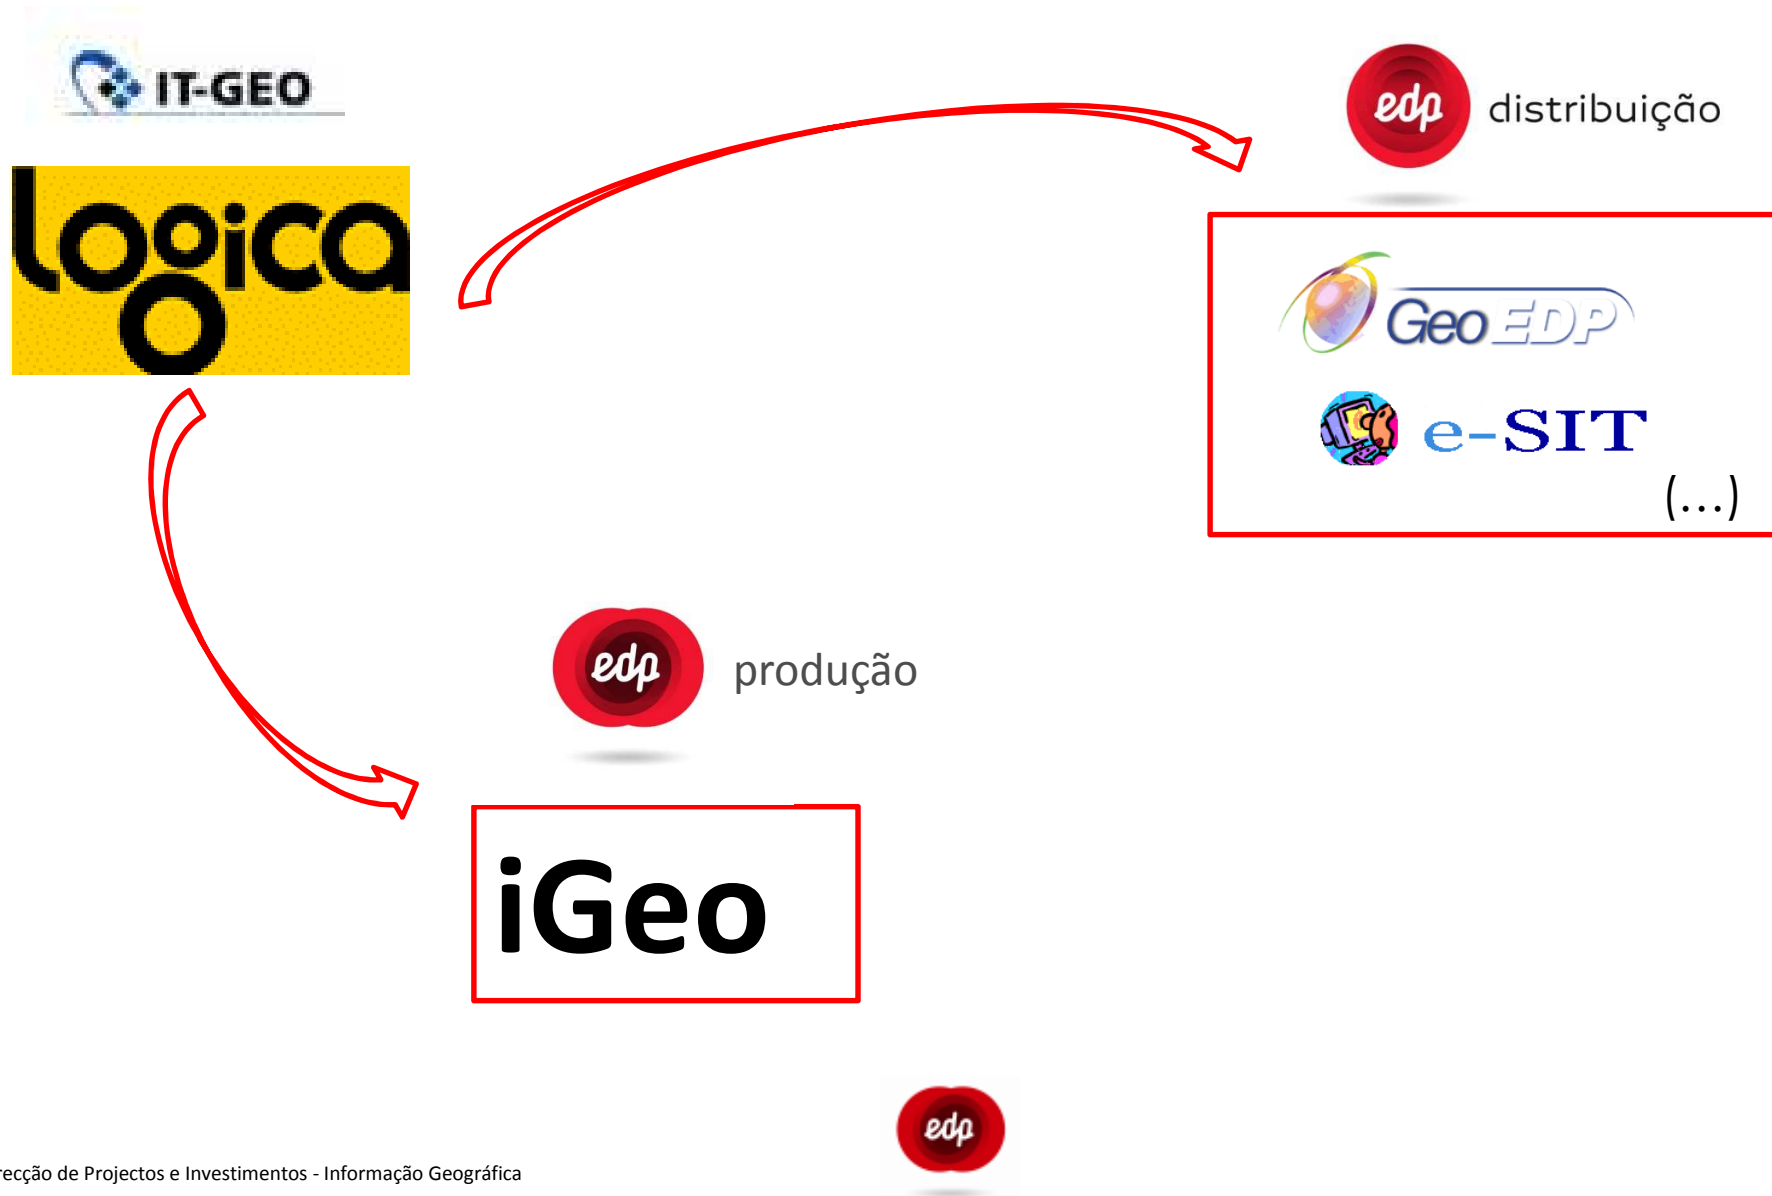 IT-GEO
logica
edp distribuição
GeoEDP
e-SIT
(...)
edp produção
iGeo
edp
recção de Projectos e Investimentos - Informação Geográfica